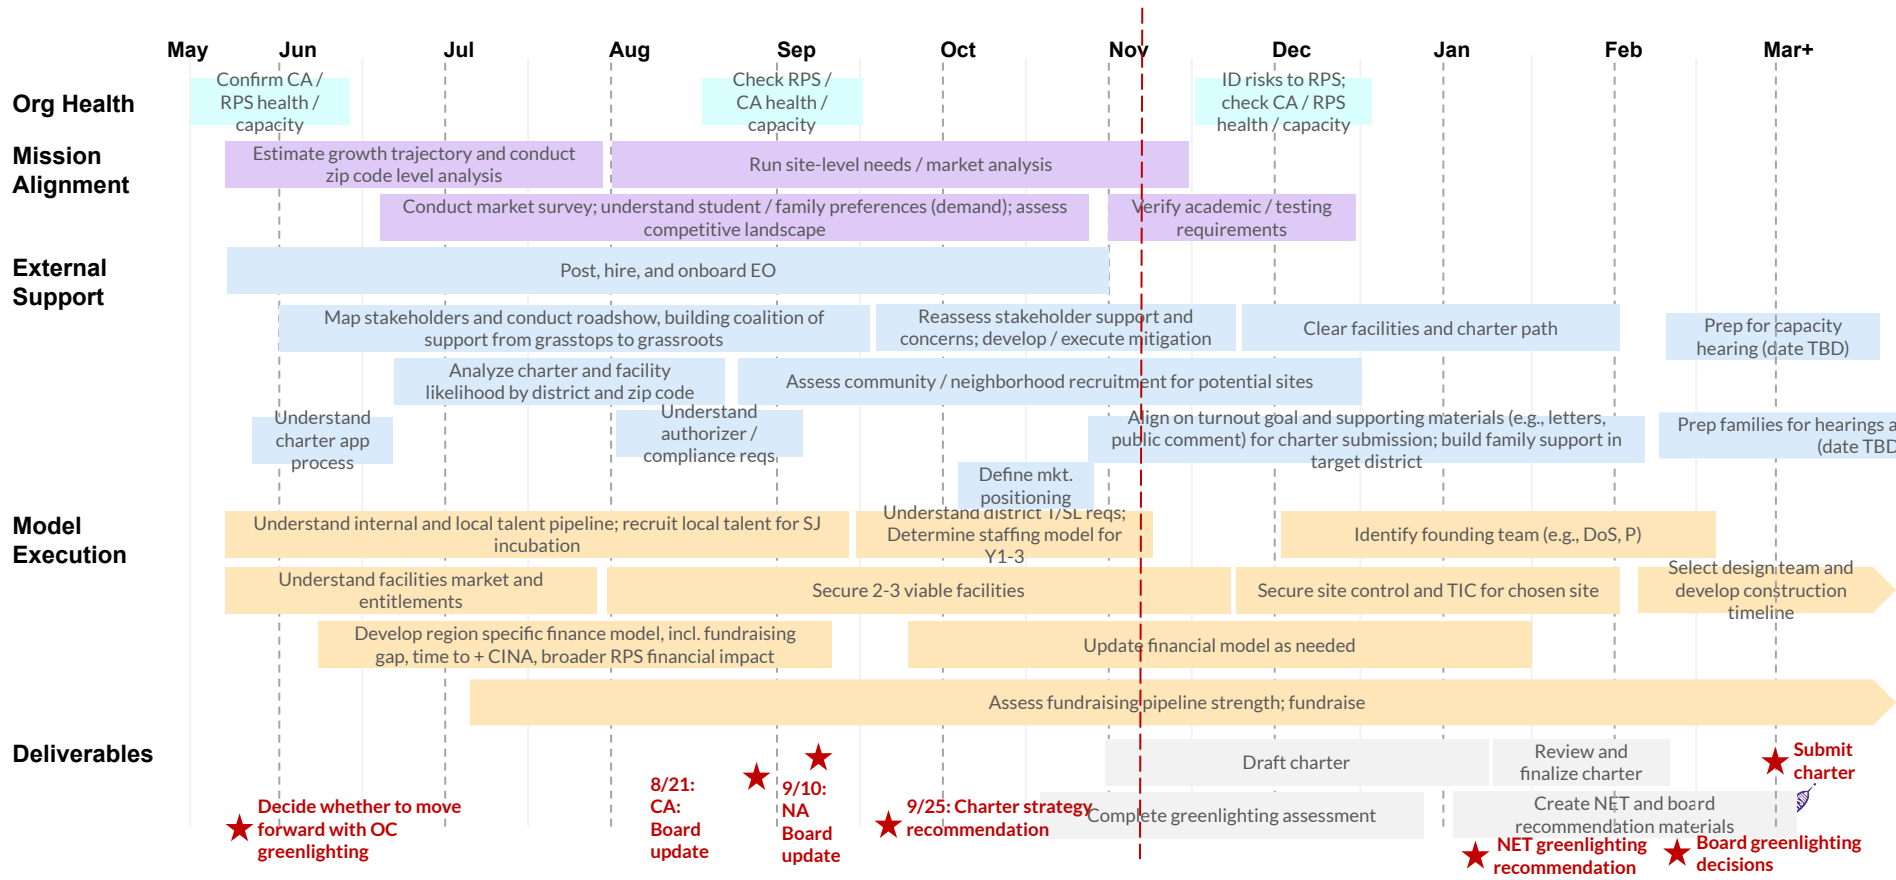 May Jun Jul Aug Sep Oct Nov Dec Jan Feb Mar+
Org Health
Confirm CA /
RPS health /
capacity
Check RPS /
CA health /
capacity
ID risks to RPS;
check CA / RPS
health / capacity
Mission
Alignment
Estimate growth trajectory and conduct
zip code level analysis
Run site-level needs / market analysis
Conduct market survey; understand student / family preferences (demand); assess
competitive landscape
Verify academic / testing
requirements
External
Support
Post, hire, and onboard EO
Map stakeholders and conduct roadshow, building coalition of
support from grasstops to grassroots
Reassess stakeholder support and
concerns; develop / execute mitigation
Clear facilities and charter path
Prep for capacity
hearing (date TBD)
Analyze charter and facility
likelihood by district and zip code
Assess community / neighborhood recruitment for potential sites
Understand
charter app
process
Understand
authorizer /
compliance reqs
Align on turnout goal and supporting materials (e.g., letters,
public comment) for charter submission; build family support in
target district
Prep families for hearings a
(date TBD
Define mkt.
positioning
Model
Execution
Understand internal and local talent pipeline; recruit local talent for SJ
incubation
Understand district T/SL reqs;
Determine staffing model for
Y1-3
Identify founding team (e.g., DoS, P)
Understand facilities market and
entitlements
Secure 2-3 viable facilities
Secure site control and TIC for chosen site
Select design team and
develop construction
timeline
Develop region specific finance model, incl. fundraising
gap, time to + CINA, broader RPS financial impact
Update financial model as needed
Assess fundraising pipeline strength; fundraise
Deliverables
Draft charter
Review and
finalize charter
Submit
charter
Decide whether to move
forward with OC
greenlighting
8/21:
CA:
Board
update
9/10:
NA
Board
update
9/25: Charter strategy
recommendation
Complete greenlighting assessment
Create NET and board
recommendation materials
NET greenlighting
recommendation
Board greenlighting
decisions